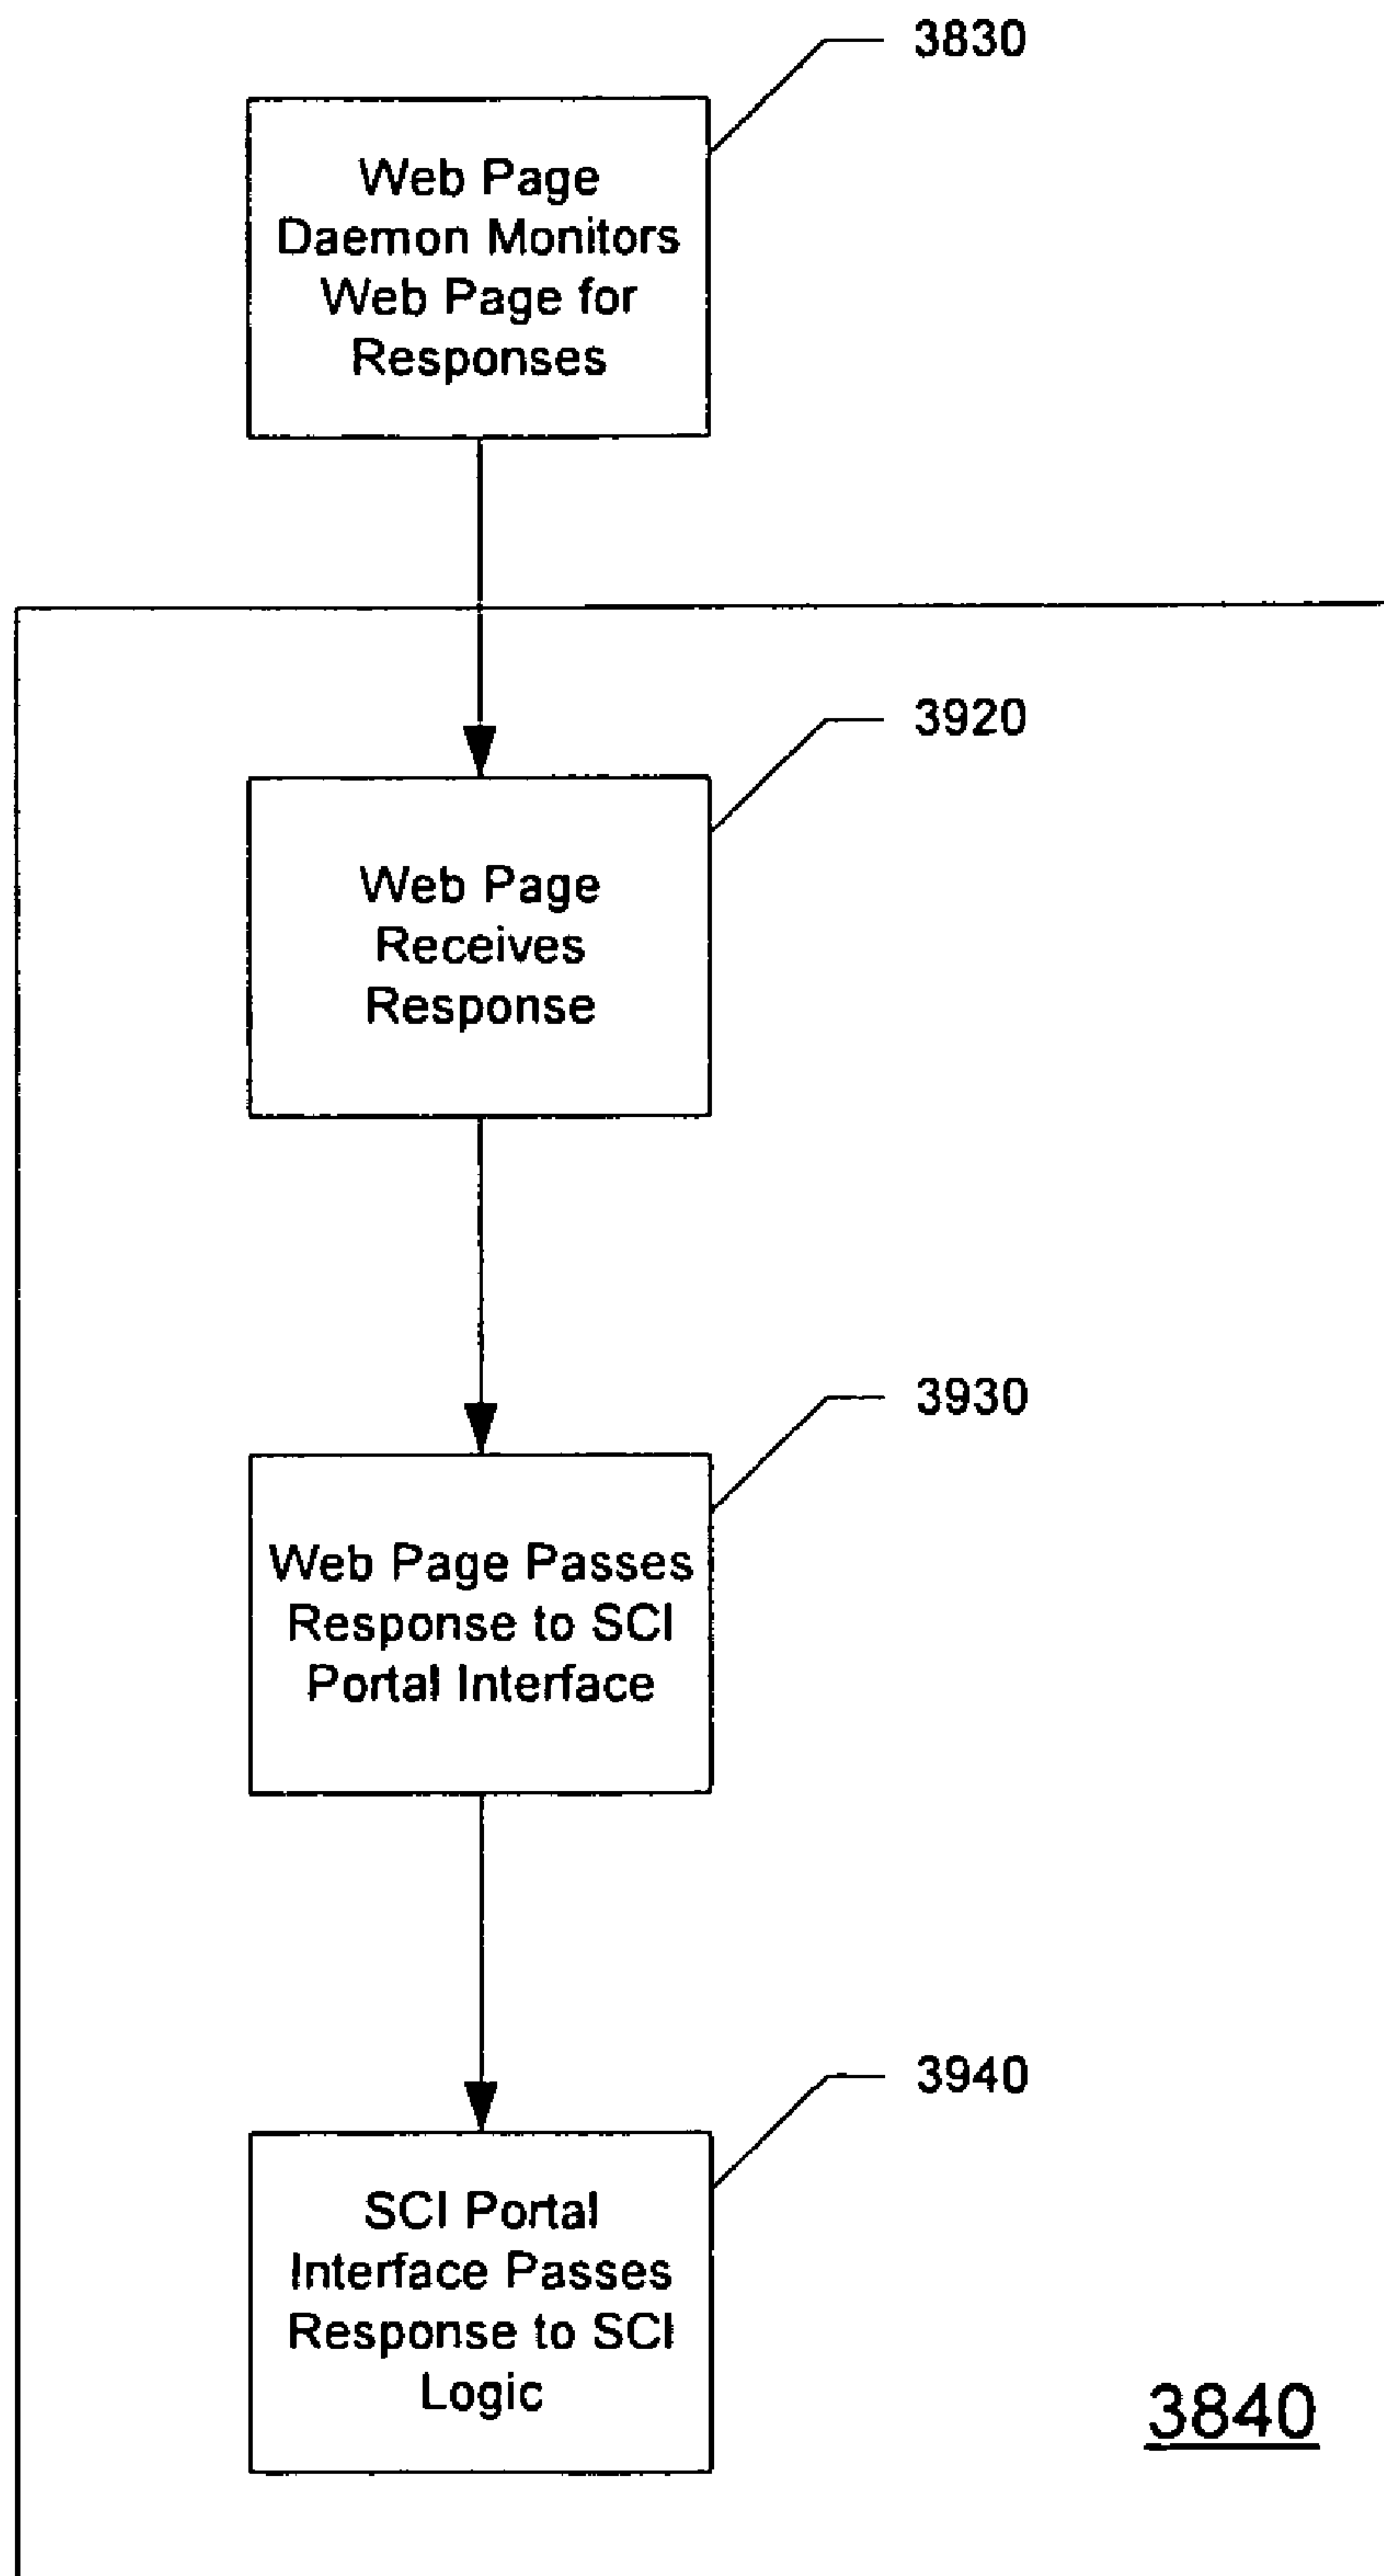 3830
Web Page
Daemon Monitors
Web Page for
Responses
3920
Web Page
Receives
Response
3930
Web Page Passes
Response to SCI
Portal Interface
3940
SCI Portal
Interface Passes
Response to SCI
Logic
3840